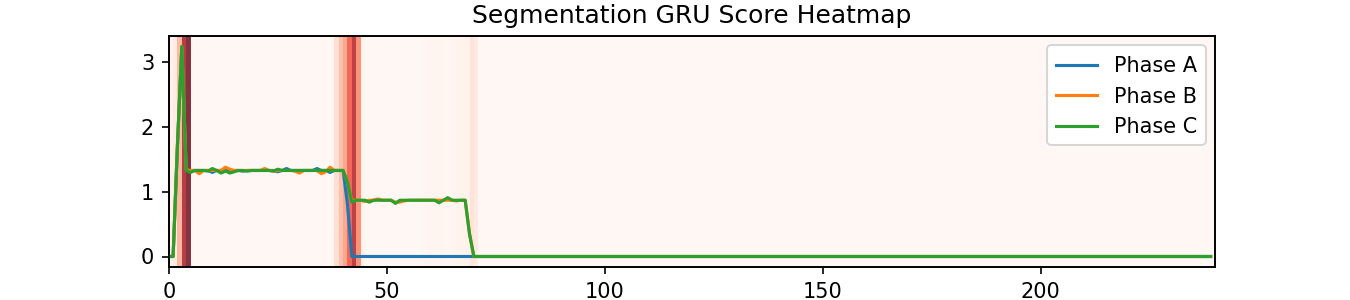 Segmentation GRU Score Heatmap
3
2
1
0
Phase A
Phase B
Phase C
0 50 100 150 200